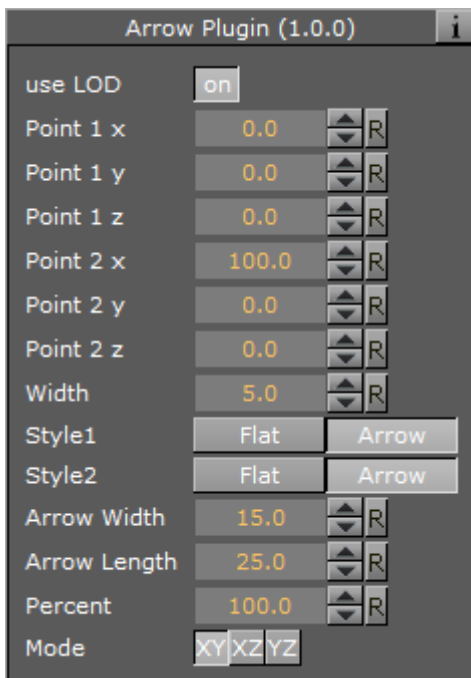 Arrow Plugin (1.0.0) i
use LOD on
Point 1 x 0.0 R
Point 1 y 0.0 R
Point 1 z 0.0 R
Point 2 x 100.0 R
Point 2 y 0.0 R
Point 2 z 0.0 R
Width 5.0 R
Style1 Flat Arrow
Style2 Flat Arrow
Arrow Width 15.0 R
Arrow Length 25.0 R
Percent 100.0 R
Mode XY XZ YZ